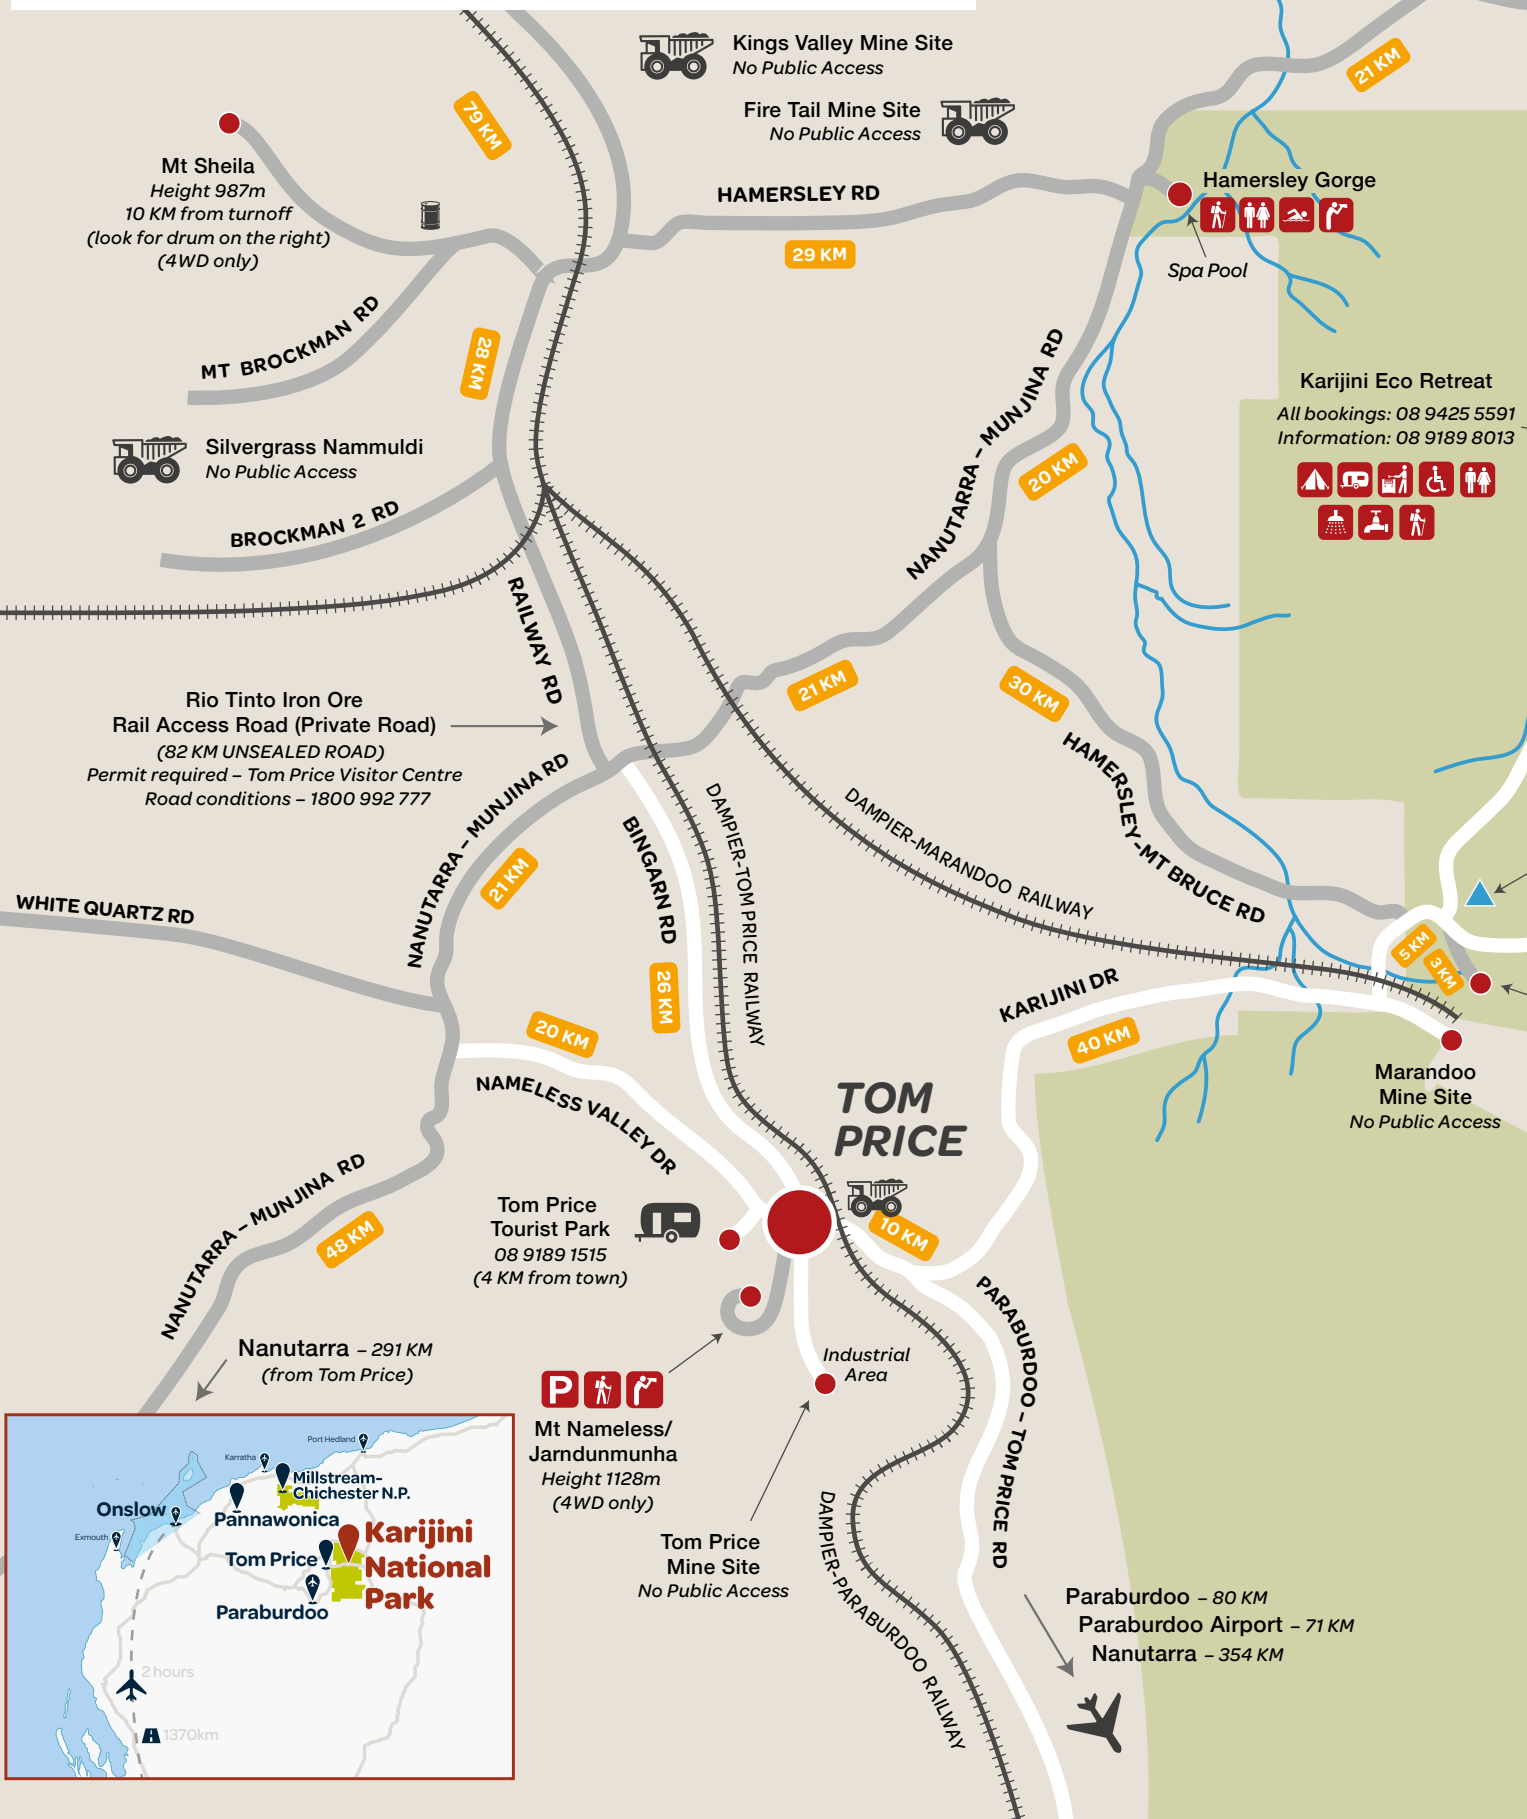 Kings Valley Mine Site
No Public Access
21 KM
79 KM
Fire Tail Mine Site
No Public Access
Mt Sheila
Height 987m
10 KM from turnoff
(look for drum on the right)
(4WD only)
HAMERSLEY RD
29 KM
Hamersley Gorge
Spa Pool
MT BROCKMAN RD
28 KM
NANUTARRA – MUNJINA RD
20 KM
Karijini Eco Retreat
All bookings: 08 9425 5591
Information: 08 9189 8013
Silvergrass Nammuldi
No Public Access
BROCKMAN 2 RD
RAILWAY RD
21 KM
30 KM
Rio Tinto Iron Ore
Rail Access Road (Private Road)
(82 KM UNSEALED ROAD)
Permit required – Tom Price Visitor Centre
Road conditions – 1800 992 777
HAMERSLEY-MT BRUCE RD
NANUTARRA – MUNJINA RD
21 KM
BINGARN RD
26 KM
DAMPIER-TOM PRICE RAILWAY
DAMPIER-MARANDOO RAILWAY
WHITE QUARTZ RD
5 KM
3 KM
KARIJINI DR
40 KM
20 KM
NAMELESS VALLEY DR
Marandoo
Mine Site
No Public Access
TOM
PRICE
10 KM
NANUTARRA – MUNJINA RD
48 KM
Tom Price
Tourist Park
08 9189 1515
(4 KM from town)
PARABURDOO – TOM PRICE RD
Nanutarra – 291 KM
(from Tom Price)
Industrial
Area
P
Mt Nameless/
Jarndunmunha
Height 1128m
(4WD only)
Tom Price
Mine Site
No Public Access
DAMPIER-PARABURDOO RAILWAY
Paraburdoo – 80 KM
Paraburdoo Airport – 71 KM
Nanutarra – 354 KM
Port Hedland
Karratha
Millstream-
Chichester N.P.
Onslow
Pannawonica
Exmouth
Karijini
National
Park
Tom Price
Paraburdoo
2 hours
1370km